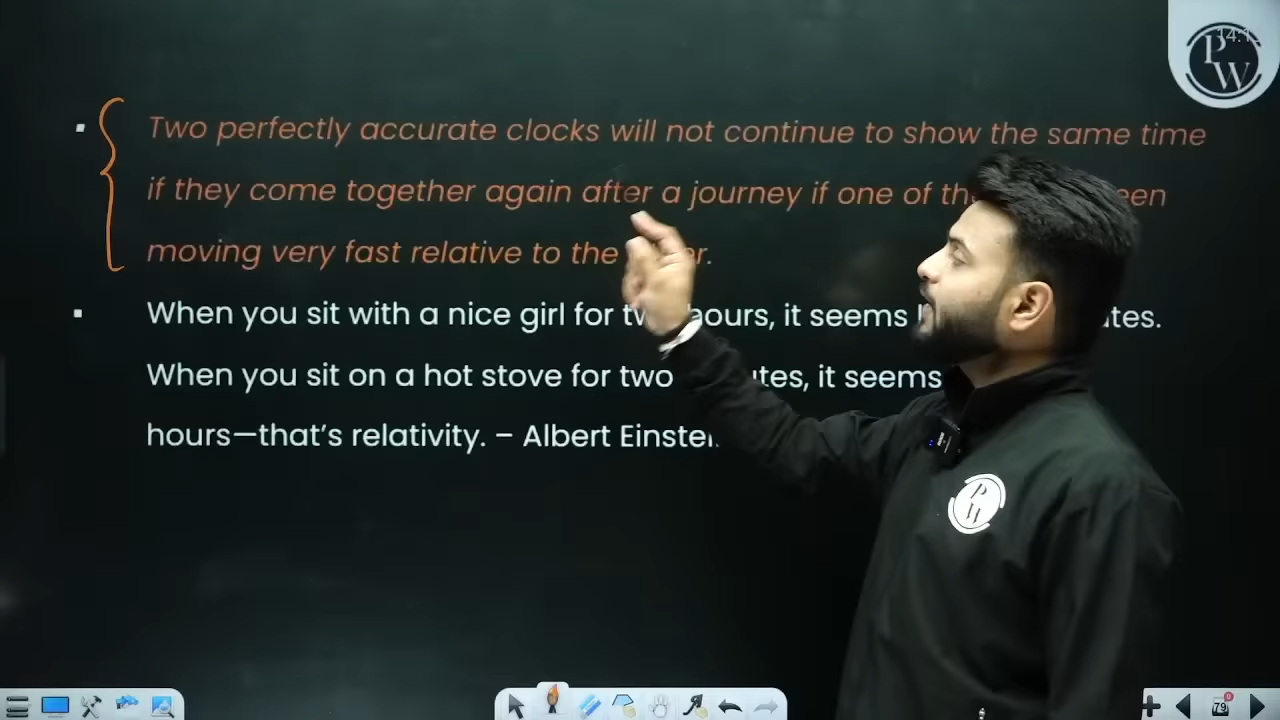 Two perfectly accurate clocks will not continue to show the same time
if they come together again after a journey if one of
moving very fast relative to the
When you sit with a nice girl for hours, it seems
When you sit on a hot stove for two it seems
hours—that's relativity. – Albert
P
W
P
W
79